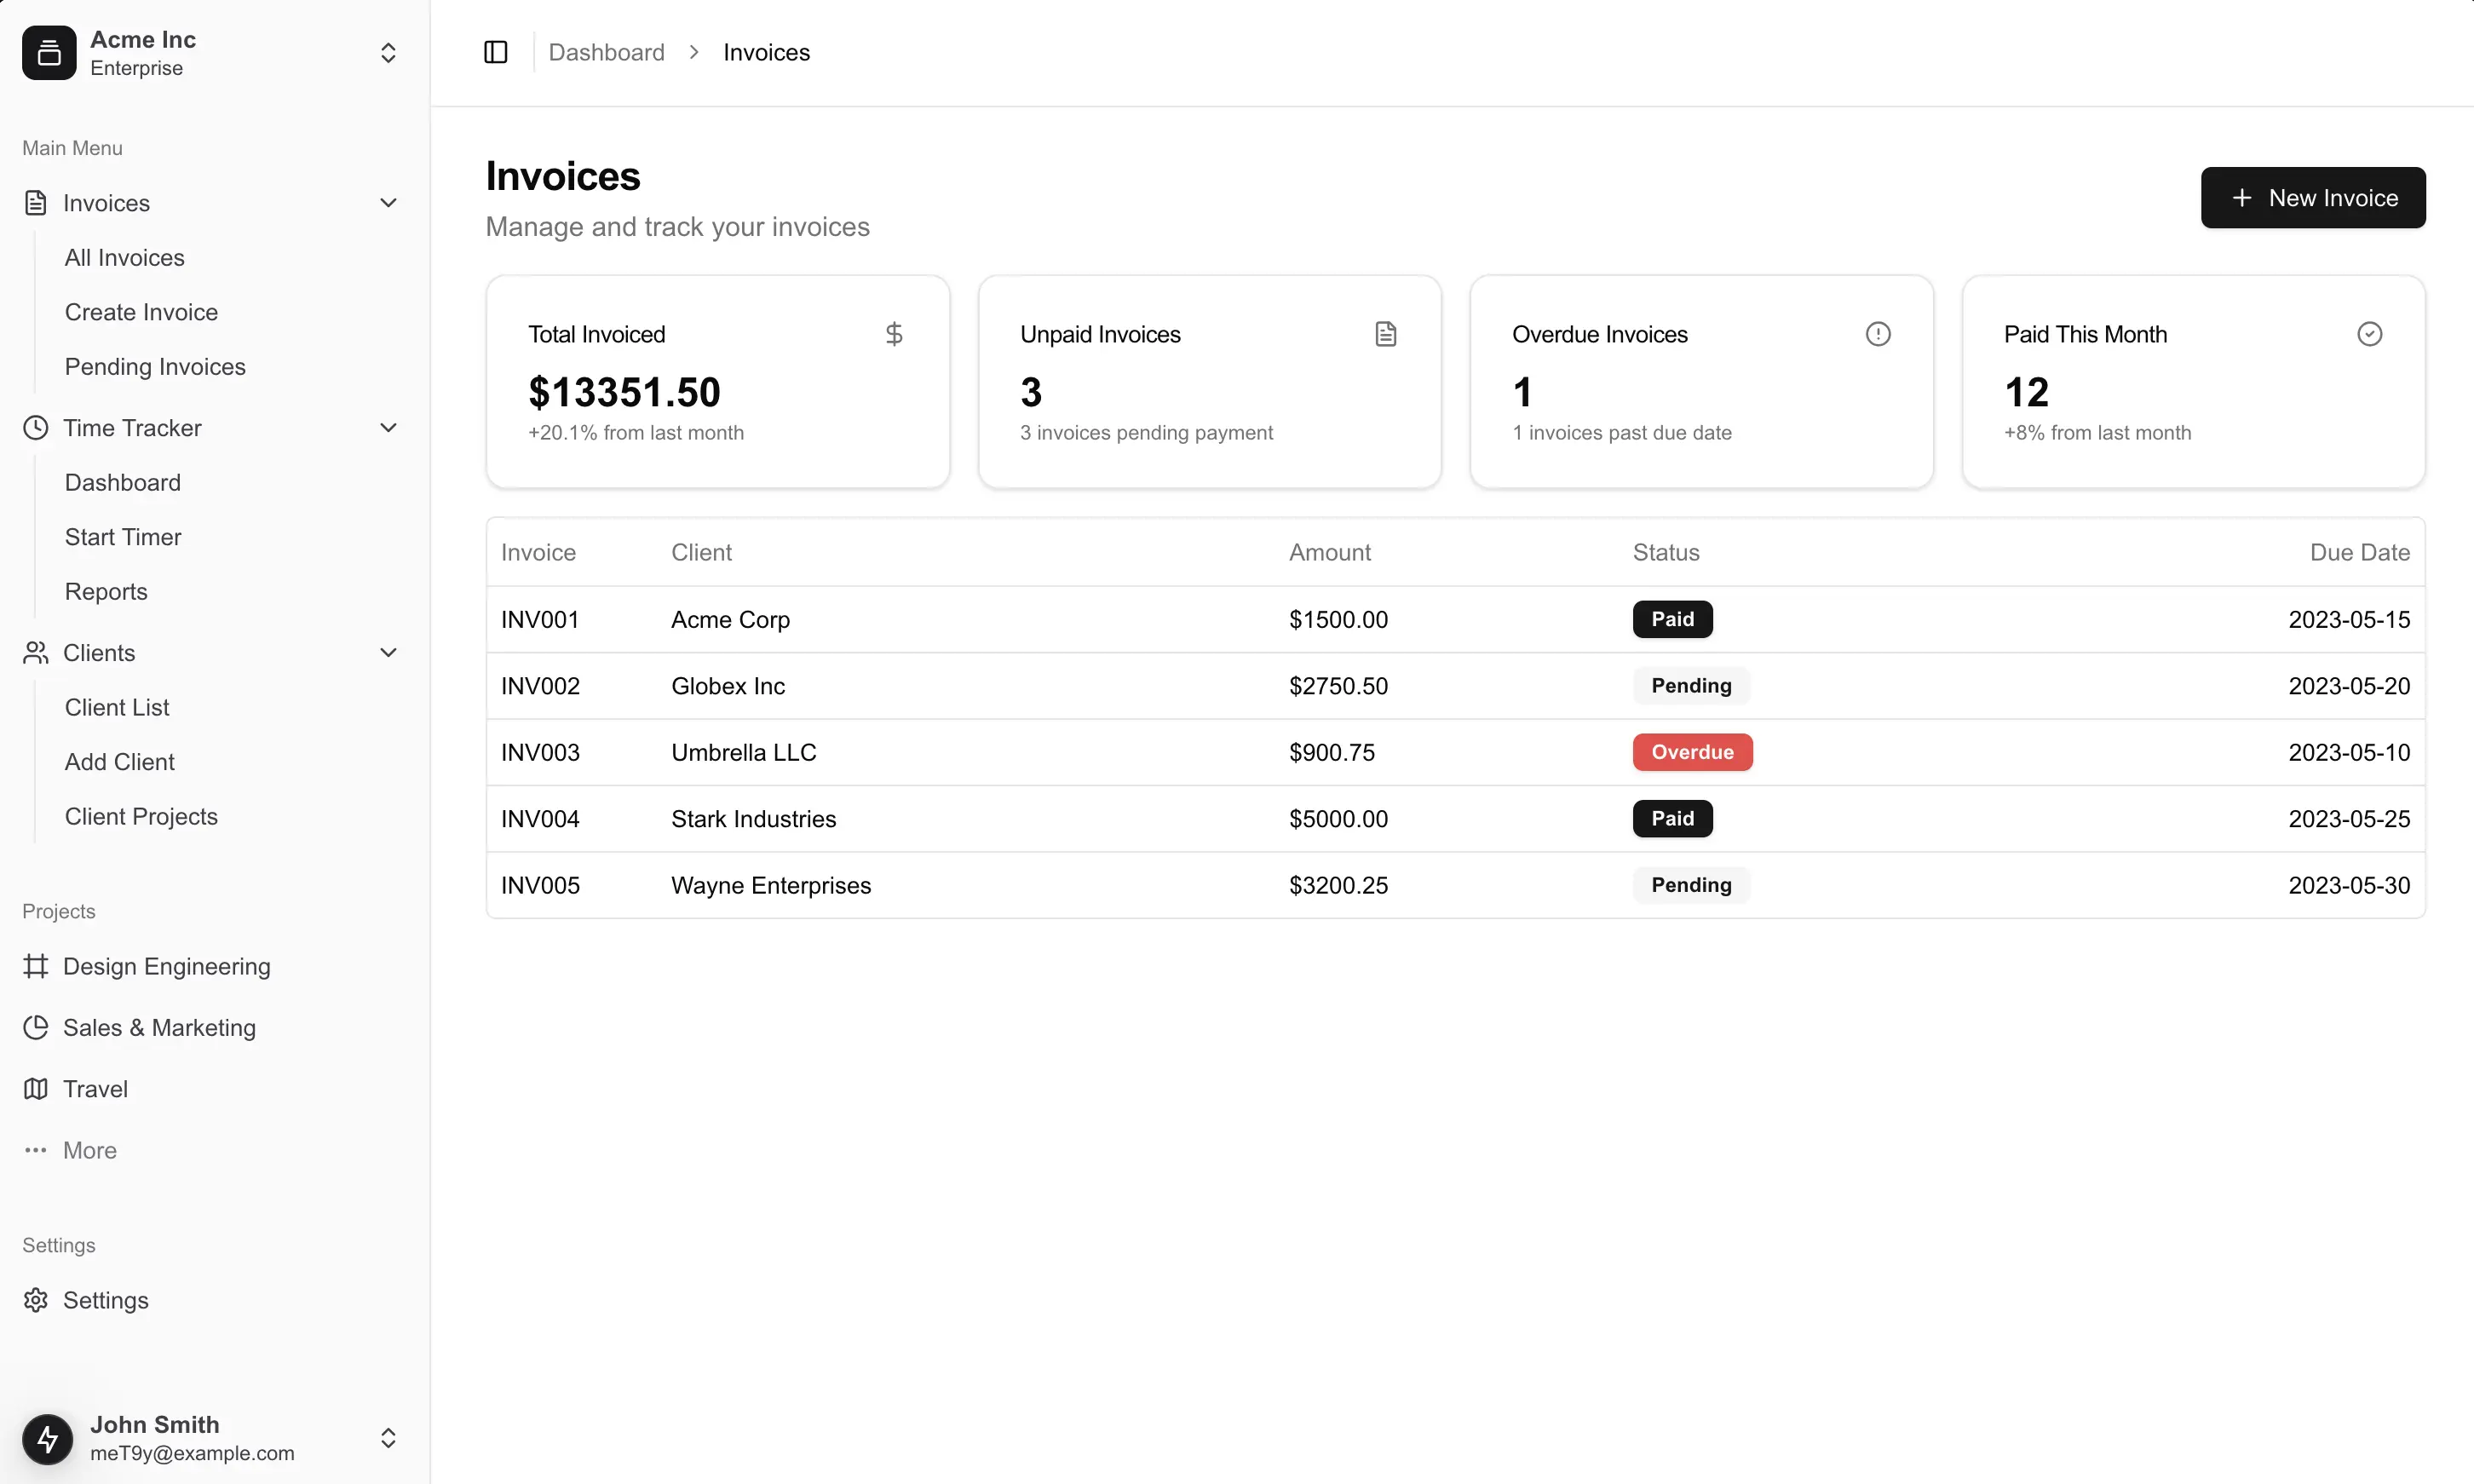 Acme Inc
Enterprise
Main Menu
Invoices
All Invoices
Create Invoice
Pending Invoices
Time Tracker
Dashboard
Start Timer
Reports
Clients
Client List
Add Client
Client Projects
Projects
Design Engineering
Sales & Marketing
Travel
More
Settings
Settings
John Smith
meT9y@example.com
Dashboard Invoices
Invoices
Manage and track your invoices
New Invoice
Total Invoiced
$13351.50
+20.1% from last month
Unpaid Invoices
3
3 invoices pending payment
Overdue Invoices
1
1 invoices past due date
Paid This Month
12
+8% from last month
Invoice Client Amount Status Due Date
INV001 Acme Corp $1500.00 Paid 2023-05-15
INV002 Globex Inc $2750.50 Pending 2023-05-20
INV003 Umbrella LLC $900.75 Overdue 2023-05-10
INV004 Stark Industries $5000.00 Paid 2023-05-25
INV005 Wayne Enterprises $3200.25 Pending 2023-05-30